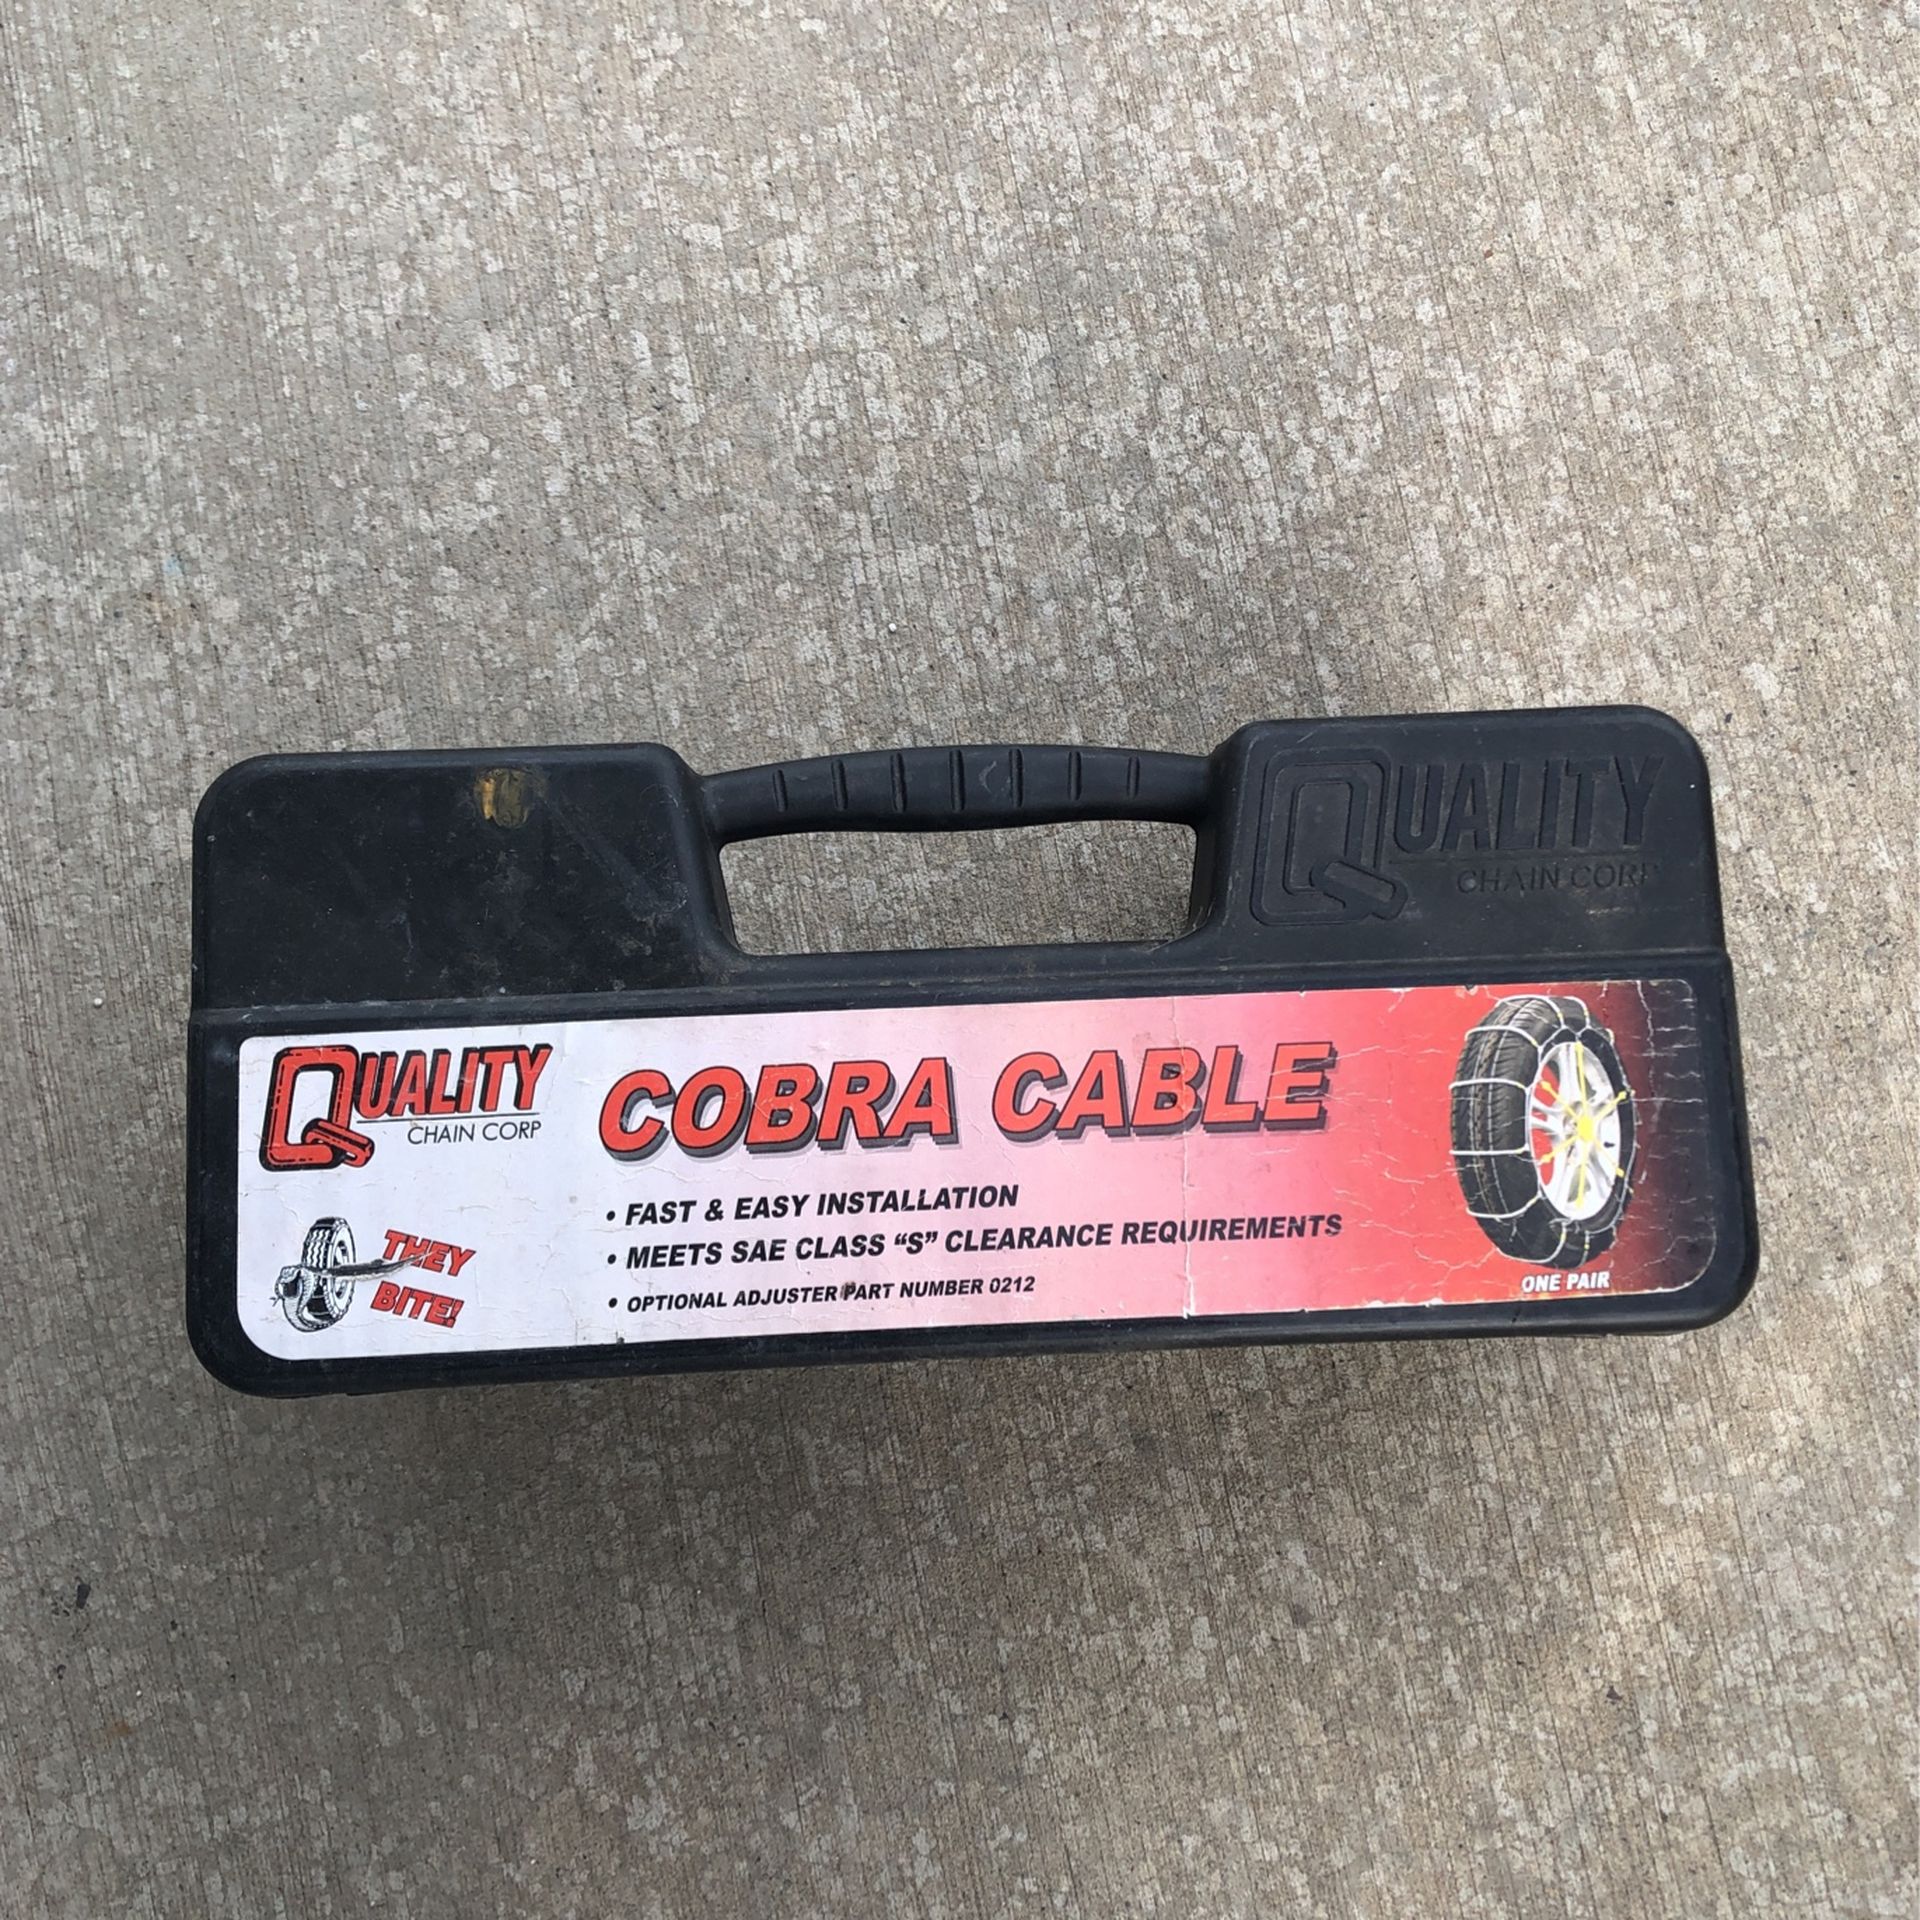 QUALITY
CHAIN CORP
QUALITY
CHAIN CORP
THEY
BITE!
COBRA CABLE
• FAST & EASY INSTALLATION
• MEETS SAE CLASS “S” CLEARANCE REQUIREMENTS
• OPTIONAL ADJUSTER PART NUMBER 0212
ONE PAIR